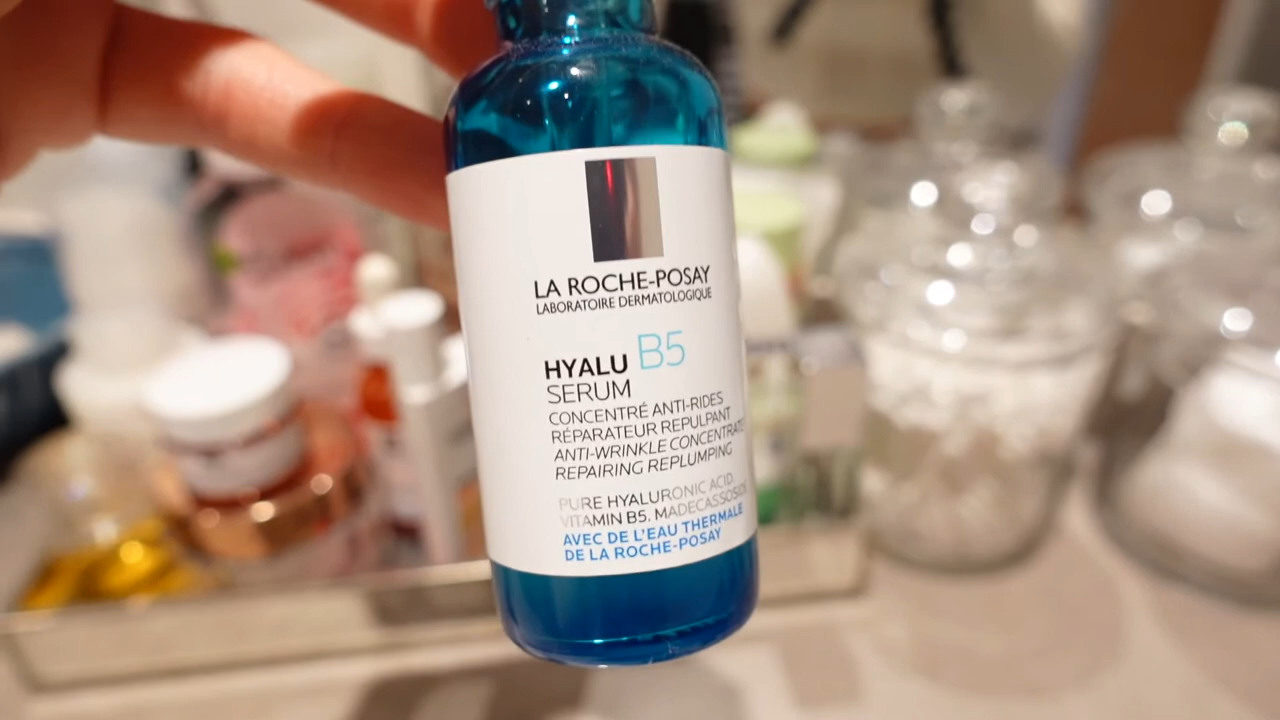 LA ROCHE-POSAY
LABORATOIRE DERMATOLOGIQUE
HYALU B5
SERUM
CONCENTRÉ ANTI-RIDES
RÉPARATEUR REPULPANT
ANTI-WRINKLE CONCENTRATE
REPAIRING REPLUMPING
PURE HYALURONIC ACID.
VITAMIN B5. MADECASSOSIDE
AVEC DE L'EAU THERMALE
DE LA ROCHE-POSAY